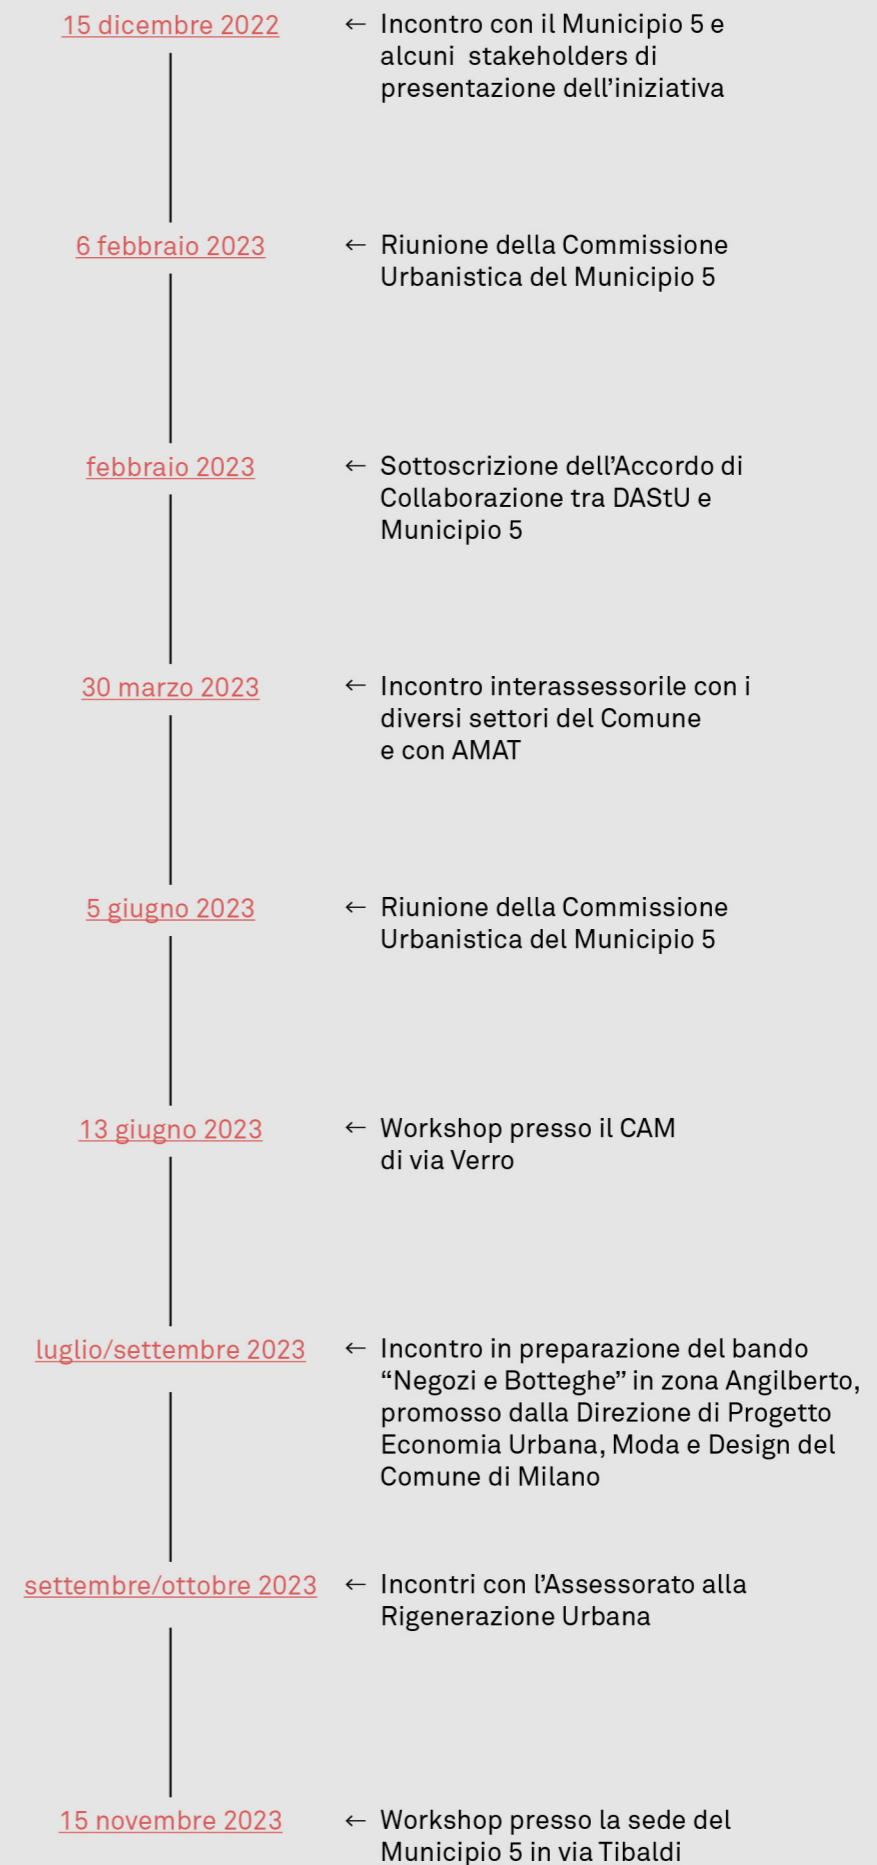 15 dicembre 2022
← Incontro con il Municipio 5 e
alcuni stakeholders di
presentazione dell’iniziativa
6 febbraio 2023
← Riunione della Commissione
Urbanistica del Municipio 5
febbraio 2023
← Sottoscrizione dell’Accordo di
Collaborazione tra DAStU e
Municipio 5
30 marzo 2023
← Incontro interassessorile con i
diversi settori del Comune
e con AMAT
5 giugno 2023
← Riunione della Commissione
Urbanistica del Municipio 5
13 giugno 2023
← Workshop presso il CAM
di via Verro
luglio/settembre 2023
← Incontro in preparazione del bando
“Negozi e Botteghe” in zona Angilberto,
promosso dalla Direzione di Progetto
Economia Urbana, Moda e Design del
Comune di Milano
settembre/ottobre 2023
← Incontri con l’Assessorato alla
Rigenerazione Urbana
15 novembre 2023
← Workshop presso la sede del
Municipio 5 in via Tibaldi